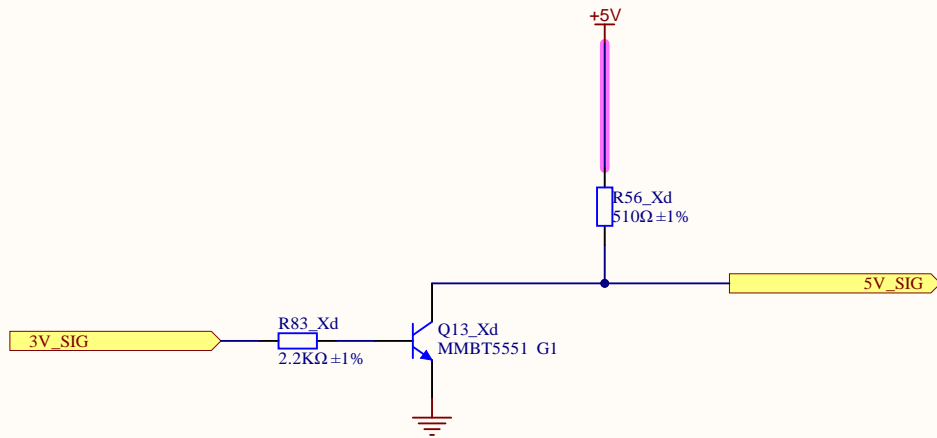 +5V
R56_Xd
510Ω ±1%
5V_SIG
R83_Xd
3V_SIG
2.2KΩ ±1%
Q13_Xd
MMBT5551 G1